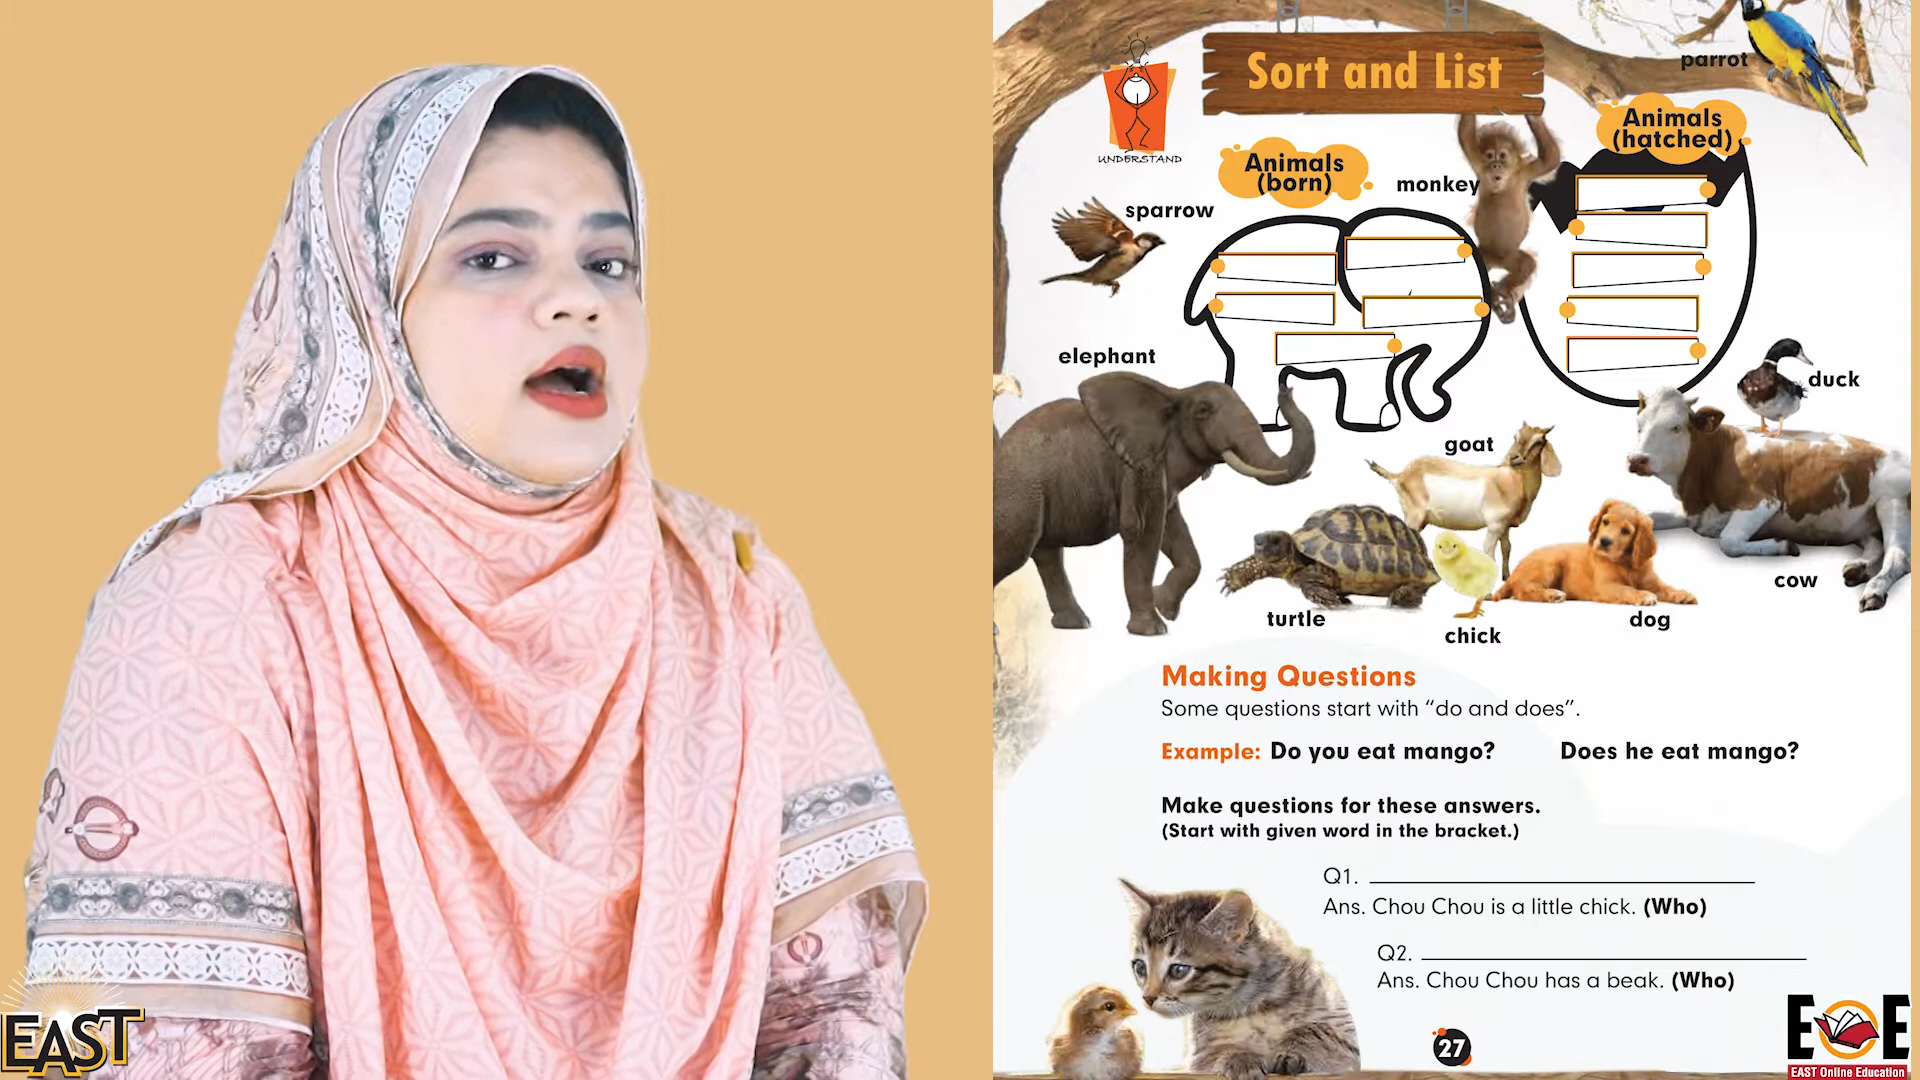 Sort and List
parrot
UNDERSTAND
Animals
(hatched)
Animals
(born)
monkey
sparrow
elephant
duck
goat
cow
turtle
chick
dog
Making Questions
Some questions start with “do and does”.
Example: Do you eat mango? Does he eat mango?
Make questions for these answers.
(Start with given word in the bracket.)
Q1.
Ans. Chou Chou is a little chick. (Who)
Q2.
Ans. Chou Chou has a beak. (Who)
27
EAST
EOE
EAST Online Education